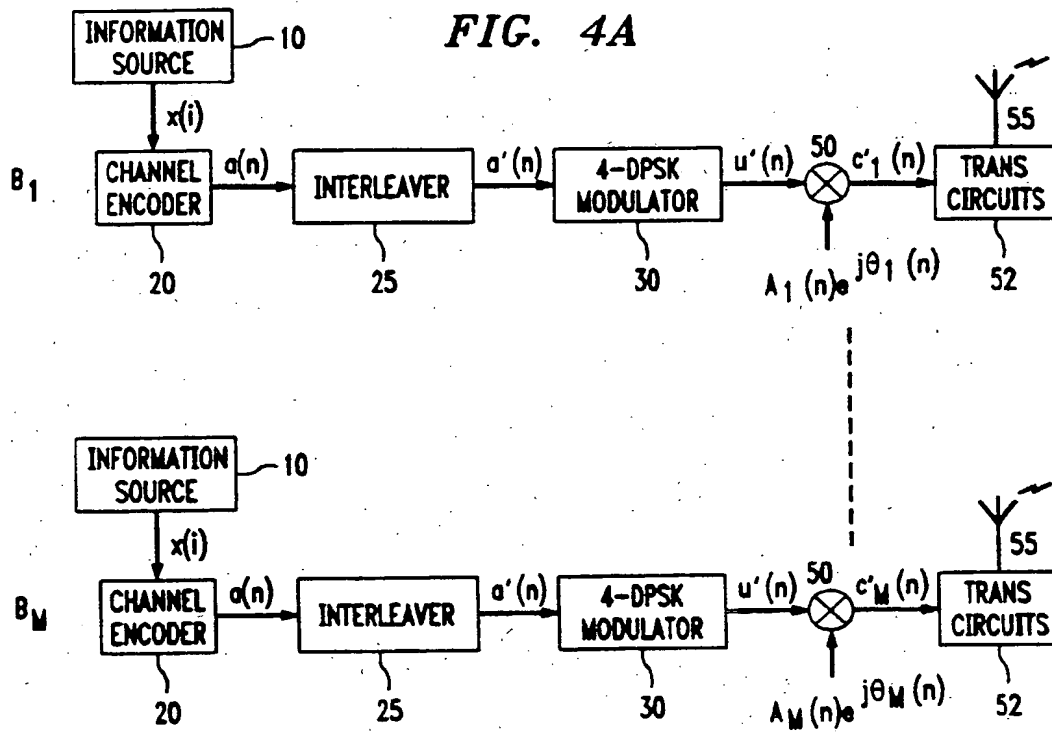 FIG. 4A
INFORMATION
SOURCE
10
x(i)
B1
CHANNEL
ENCODER
20
a(n)
INTERLEAVER
25
a'(n)
4-DPSK
MODULATOR
30
u'(n)
50
c'1(n)
A1(n)e jθ1(n)
TRANS
CIRCUITS
52
55
INFORMATION
SOURCE
10
x(i)
BM
CHANNEL
ENCODER
20
a(n)
INTERLEAVER
25
a'(n)
4-DPSK
MODULATOR
30
u'(n)
50
c'M(n)
AM(n)e jθM(n)
TRANS
CIRCUITS
52
55